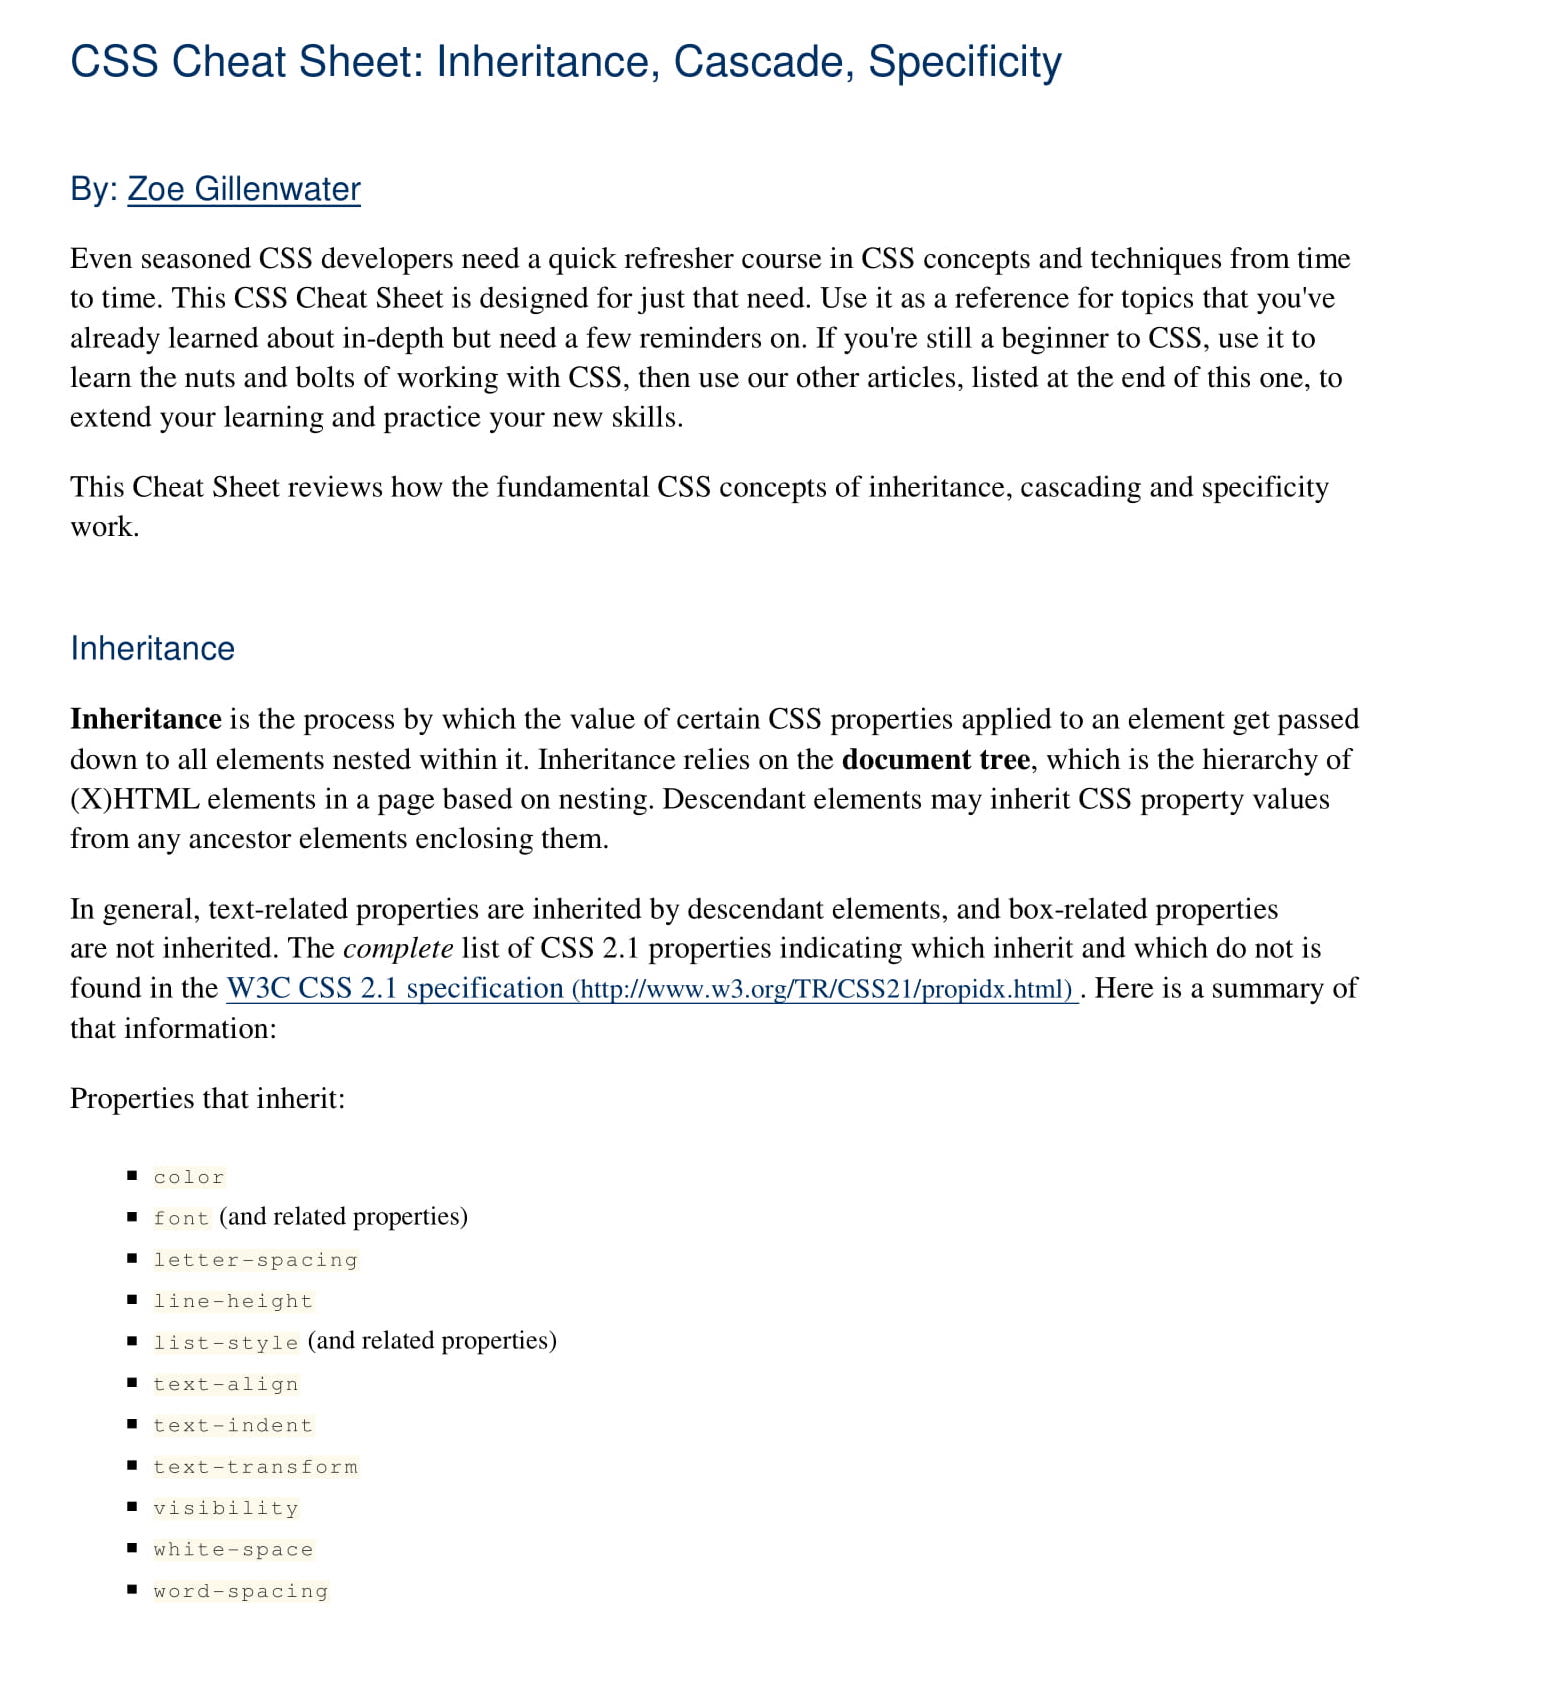 CSS Cheat Sheet: Inheritance, Cascade, Specificity
By: Zoe Gillenwater
Even seasoned CSS developers need a quick refresher course in CSS concepts and techniques from time
to time. This CSS Cheat Sheet is designed for just that need. Use it as a reference for topics that you've
already learned about in-depth but need a few reminders on. If you're still a beginner to CSS, use it to
learn the nuts and bolts of working with CSS, then use our other articles, listed at the end of this one, to
extend your learning and practice your new skills.
This Cheat Sheet reviews how the fundamental CSS concepts of inheritance, cascading and specificity
work.
Inheritance
Inheritance is the process by which the value of certain CSS properties applied to an element get passed
down to all elements nested within it. Inheritance relies on the document tree, which is the hierarchy of
(X)HTML elements in a page based on nesting. Descendant elements may inherit CSS property values
from any ancestor elements enclosing them.
In general, text-related properties are inherited by descendant elements, and box-related properties
are not inherited. The complete list of CSS 2.1 properties indicating which inherit and which do not is
found in the W3C CSS 2.1 specification (http://www.w3.org/TR/CSS21/propidx.html) . Here is a summary of
that information:
Properties that inherit:
▪ color
▪ font (and related properties)
▪ letter-spacing
▪ line-height
▪ list-style (and related properties)
▪ text-align
▪ text-indent
▪ text-transform
▪ visibility
▪ white-space
▪ word-spacing